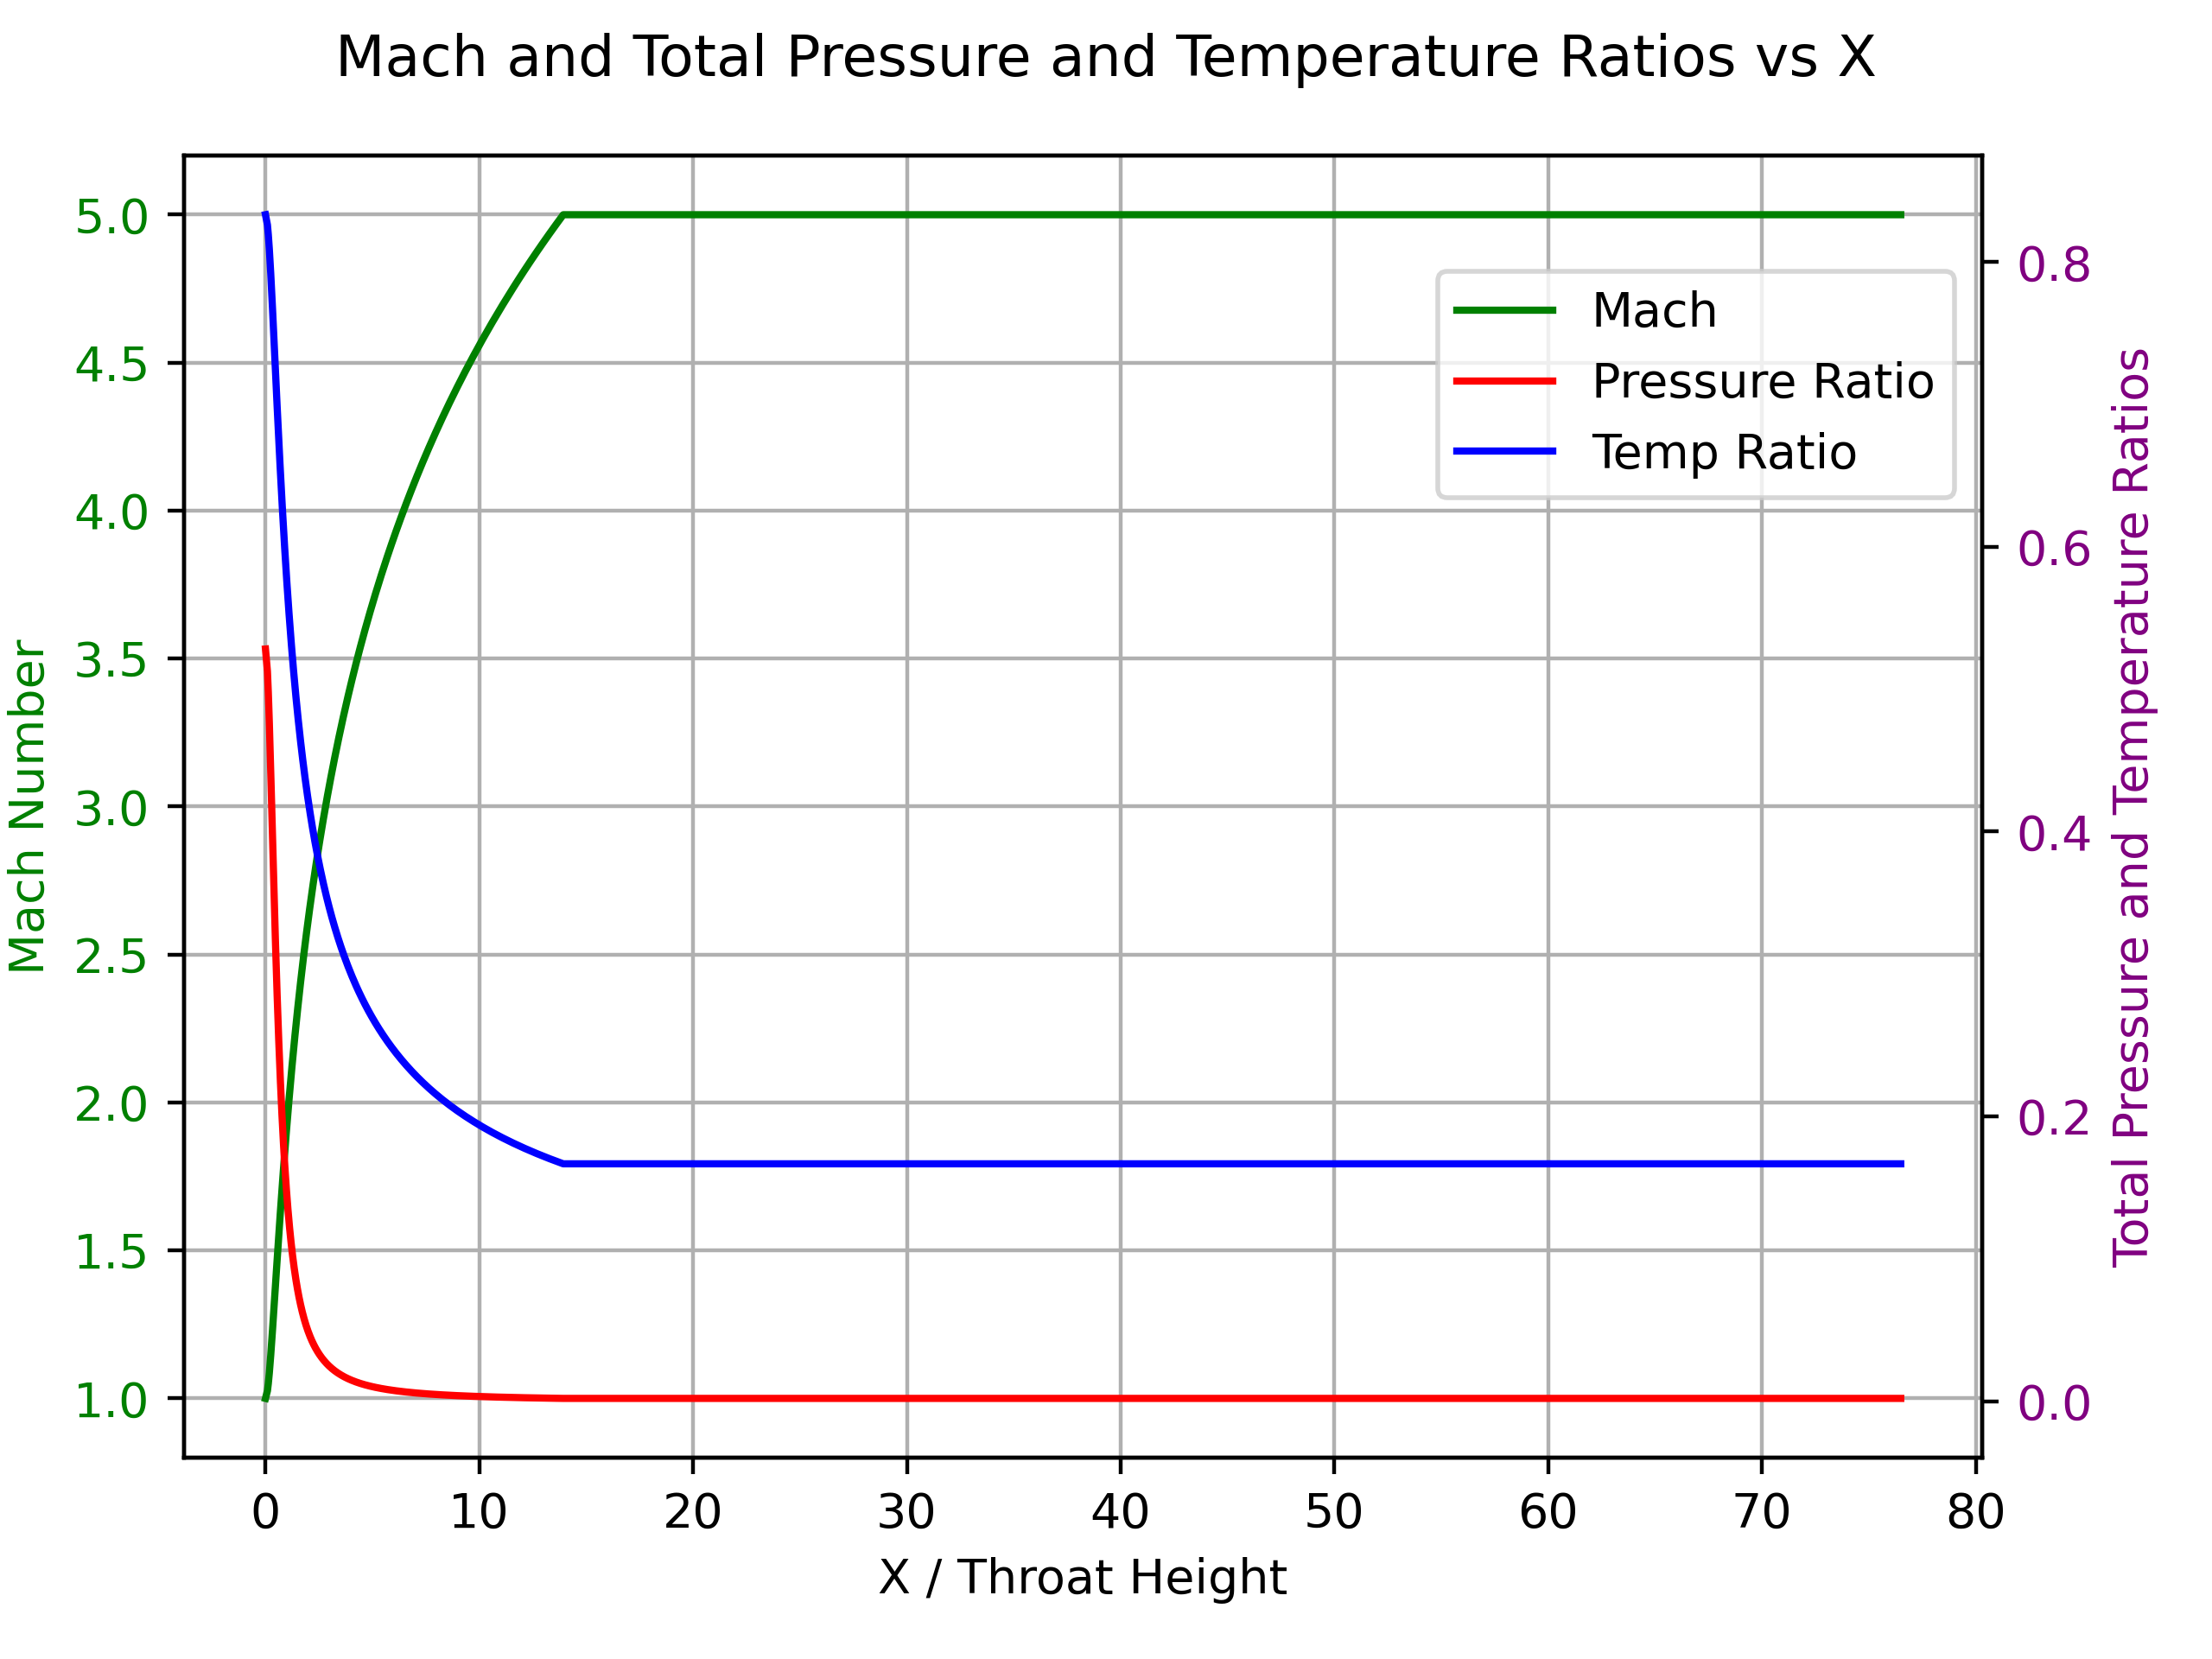 Mach and Total Pressure and Temperature Ratios vs X
Mach Number
5.0
4.5
4.0
3.5
3.0
2.5
2.0
1.5
1.0
Mach
Pressure Ratio
Temp Ratio
0.8
0.6
0.4
0.2
0.0
Total Pressure and Temperature Ratios
0 10 20 30 40 50 60 70 80
X / Throat Height